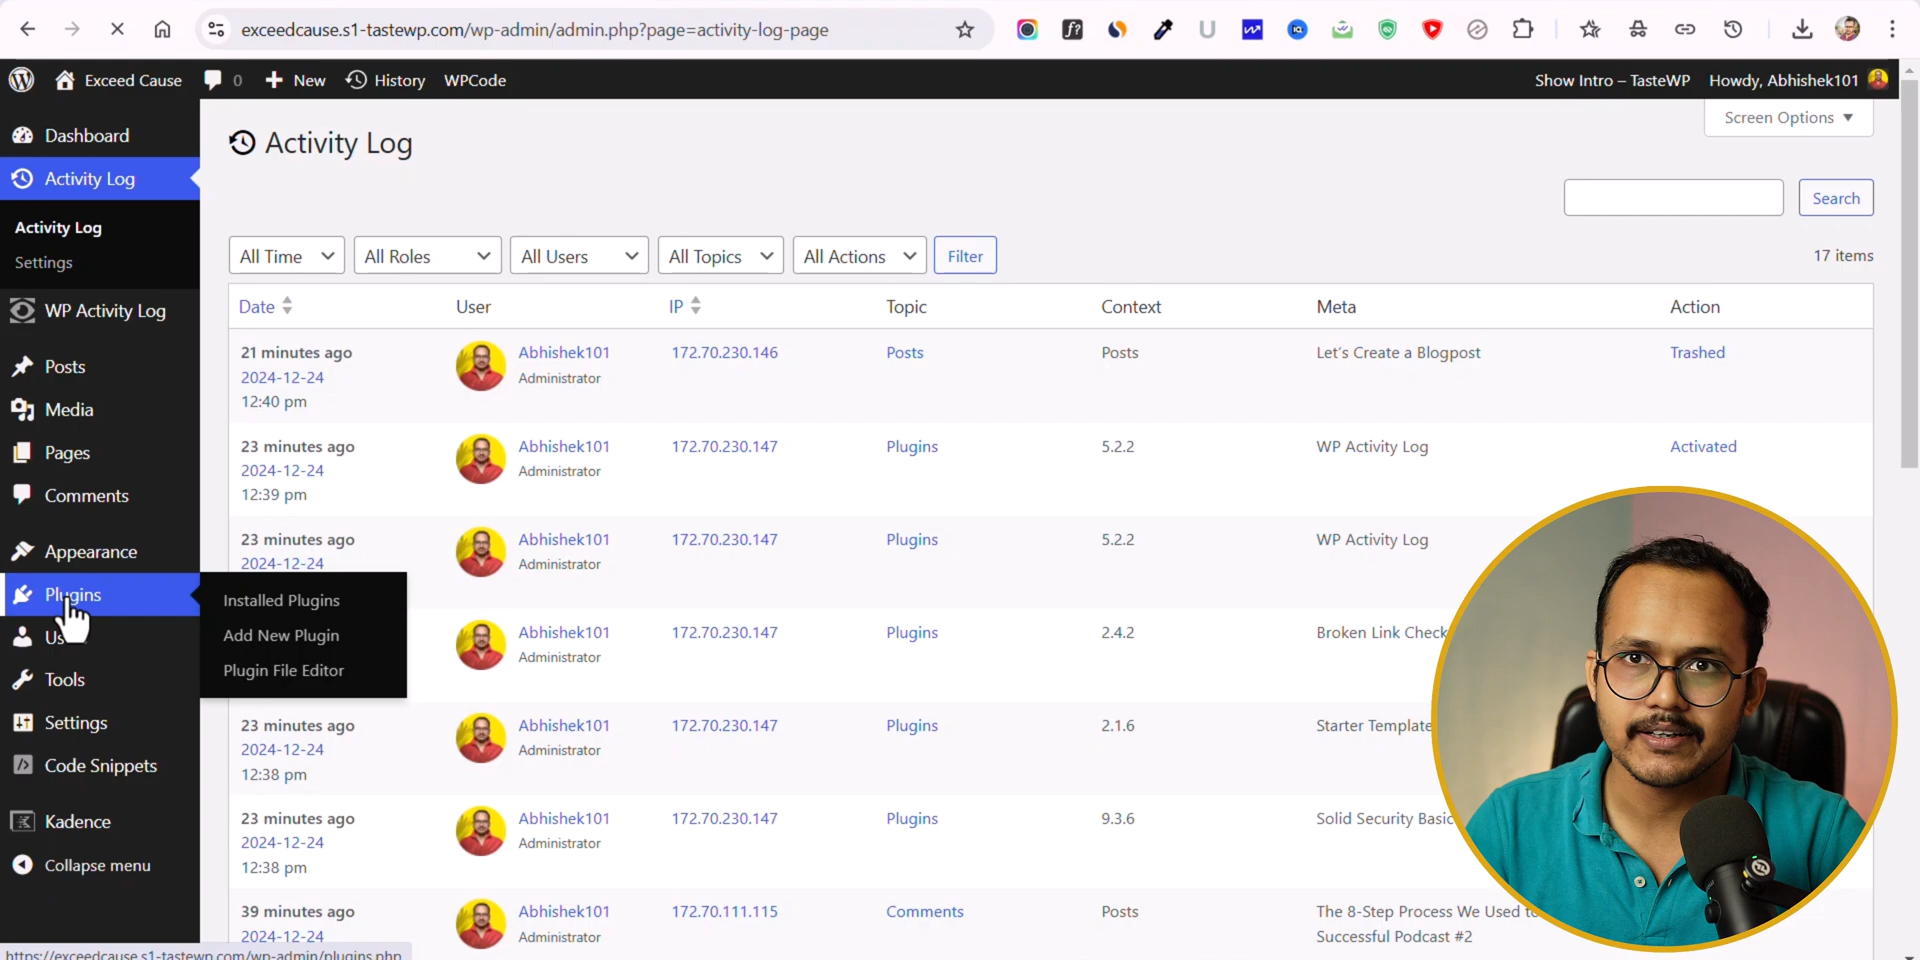 exceedcause.s1-tastewp.com/wp-admin/admin.php?page=activity-log-page
Exceed Cause 0 New History WPCode Show Intro – TasteWP Howdy, Abhishek101
Dashboard
Activity Log
Activity Log
Settings
WP Activity Log
Posts
Media
Pages
Comments
Appearance
Plugins
Us
Tools
Settings
Code Snippets
Kadence
Collapse menu
Installed Plugins
Add New Plugin
Plugin File Editor
Activity Log
Screen Options
Search
All Time All Roles All Users All Topics All Actions Filter 17 items
Date User IP Topic Context Meta Action
21 minutes ago Abhishek101 172.70.230.146 Posts Posts Let's Create a Blogpost Trashed
2024-12-24 Administrator
12:40 pm
23 minutes ago Abhishek101 172.70.230.147 Plugins 5.2.2 WP Activity Log Activated
2024-12-24 Administrator
12:39 pm
23 minutes ago Abhishek101 172.70.230.147 Plugins 5.2.2 WP Activity Log
2024-12-24 Administrator
Abhishek101 172.70.230.147 Plugins 2.4.2 Broken Link Check
Administrator
23 minutes ago Abhishek101 172.70.230.147 Plugins 2.1.6 Starter Template
2024-12-24 Administrator
12:38 pm
23 minutes ago Abhishek101 172.70.230.147 Plugins 9.3.6 Solid Security Basic
2024-12-24 Administrator
12:38 pm
39 minutes ago Abhishek101 172.70.111.115 Comments Posts The 8-Step Process We Used to
2024-12-24 Administrator Successful Podcast #2
https://exceedcause.s1-tastewp.com/wp-admin/plugins.php